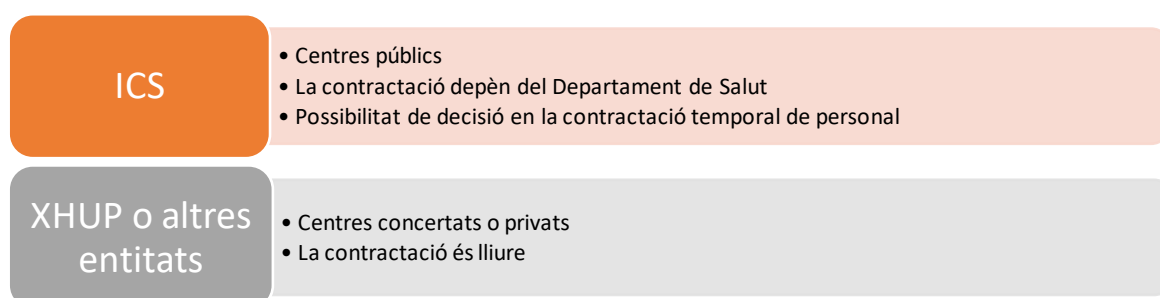 ICS
• Centres públics
• La contractació depèn del Departament de Salut
• Possibilitat de decisió en la contractació temporal de personal
XHUP o altres
entitats
• Centres concertats o privats
• La contractació és lliure